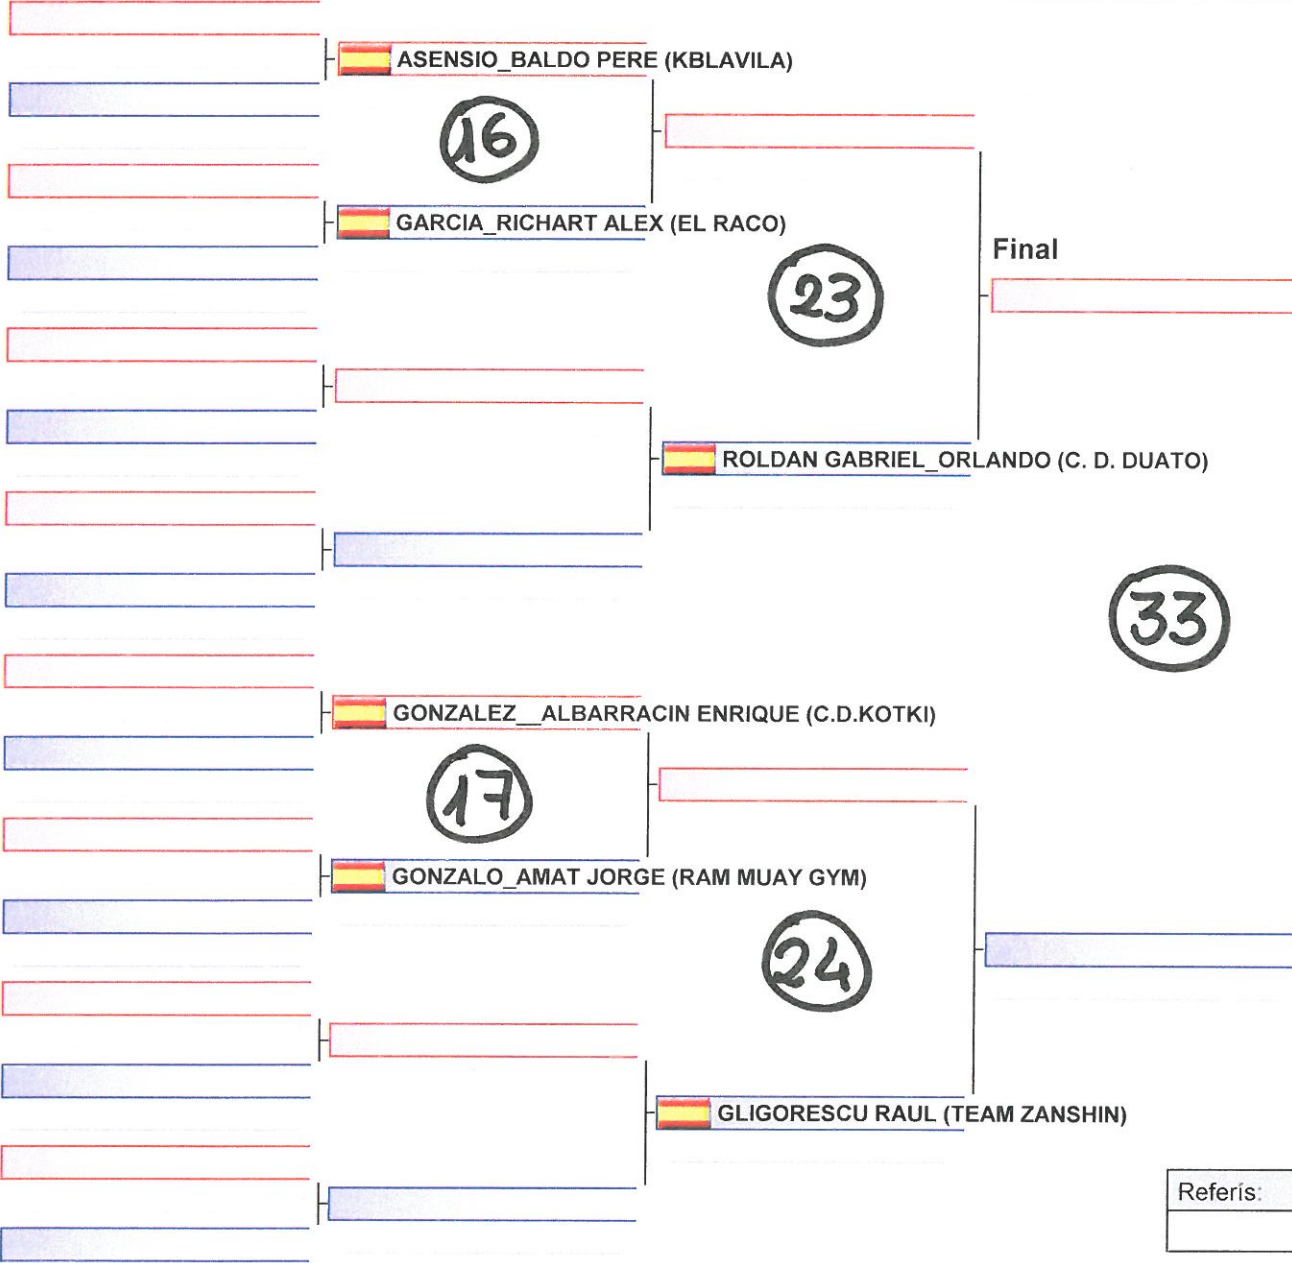 ASENSIO_BALDO PERE (KBLAVILA)
16
GARCIA_RICHART ALEX (EL RACO)
Final
23
ROLDAN GABRIEL_ORLANDO (C. D. DUATO)
33
GONZALEZ__ALBARRACIN ENRIQUE (C.D.KOTKI)
17
GONZALO_AMAT JORGE (RAM MUAY GYM)
24
GLIGORESCU RAUL (TEAM ZANSHIN)
Referís: